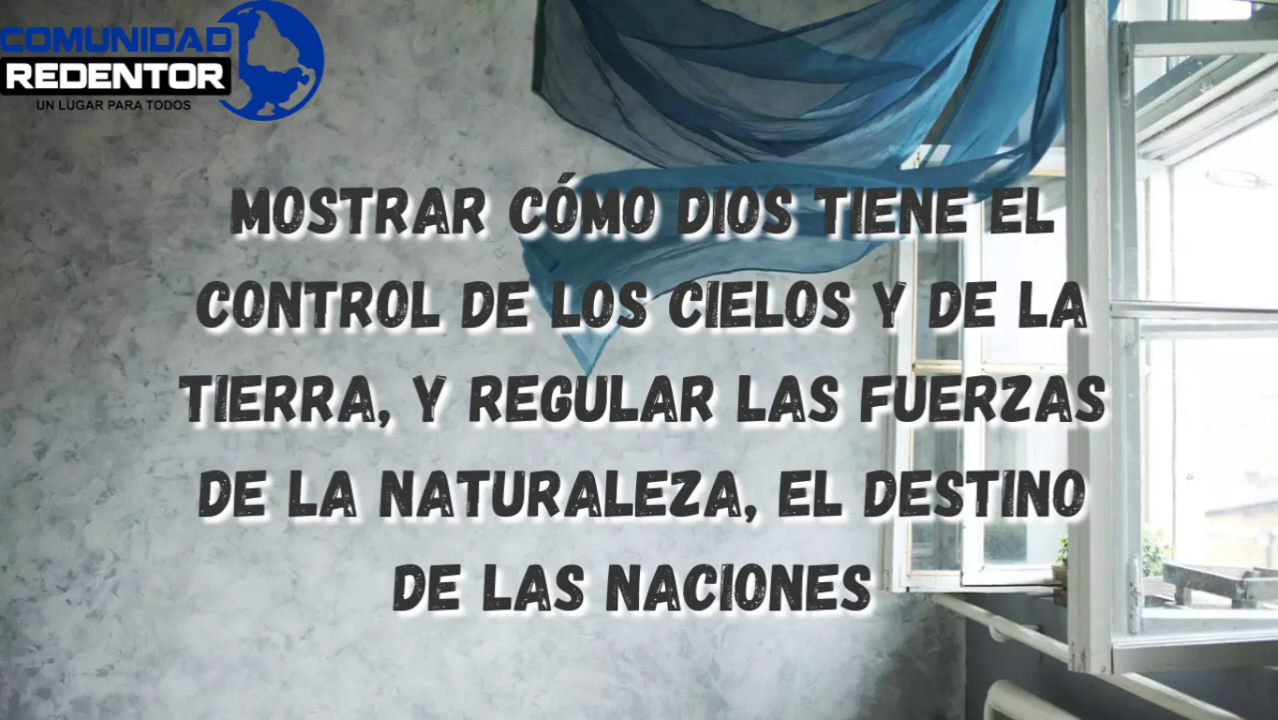 COMUNIDAD
REDENTOR
UN LUGAR PARA TODOS
MOSTRAR CÓMO DIOS TIENE EL
CONTROL DE LOS CIELOS Y DE LA
TIERRA, Y REGULAR LAS FUERZAS
DE LA NATURALEZA, EL DESTINO
DE LAS NACIONES